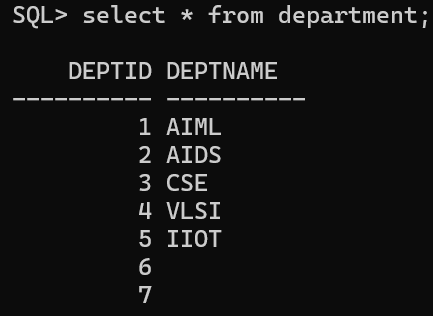 SQL> select * from department;
DEPTID DEPTNAME
---------- ----------
1 AIML
2 AIDS
3 CSE
4 VLSI
5 IIOT
6
7